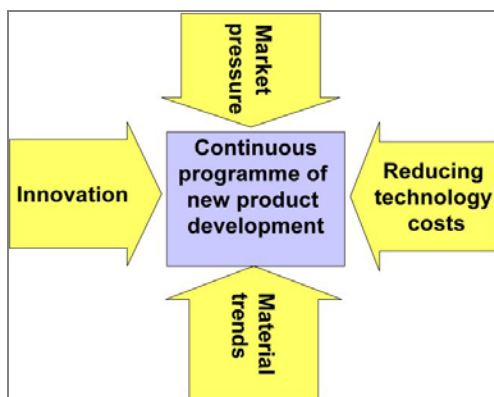 Market
pressure
Continuous
programme of
new product
development
Innovation
Reducing
technology
costs
Material
trends